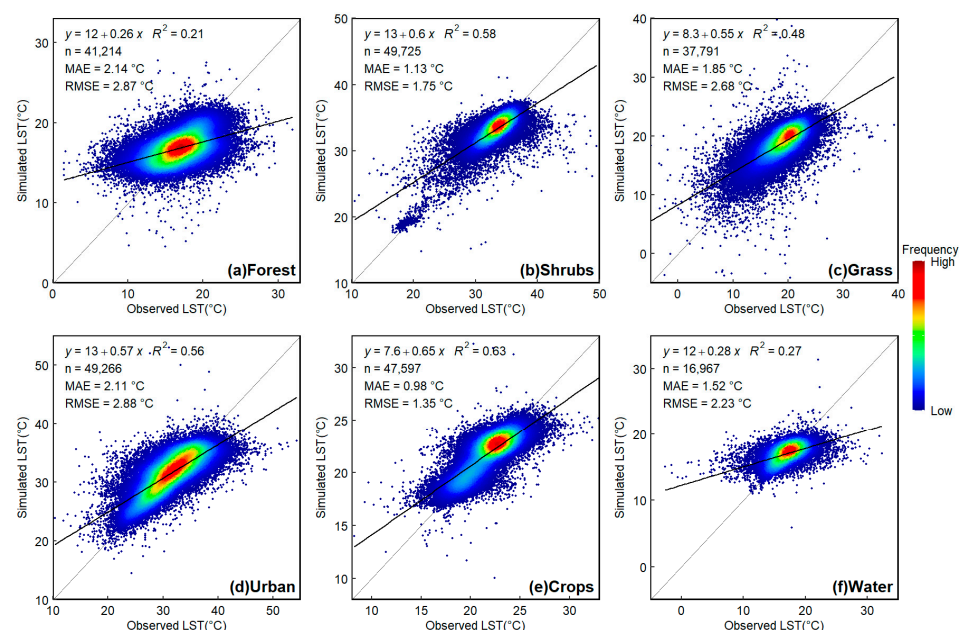 50
40
30
20
10
0
Simulated LST(°C)
y = 12 + 0.26 x R² = 0.21
n = 41,214
MAE = 2.14 °C
RMSE = 2.87 °C
(a)Forest
0 10 20 30
Observed LST(°C)
50
40
30
20
10
Simulated LST(°C)
y = 13 + 0.6 x R² = 0.58
n = 49,725
MAE = 1.13 °C
RMSE = 1.75 °C
(b)Shrubs
10 20 30 40 50
Observed LST(°C)
40
30
20
10
0
Simulated LST(°C)
y = 8.3 + 0.55 x R² = 0.48
n = 37,791
MAE = 1.85 °C
RMSE = 2.68 °C
(c)Grass
0 10 20 30 40
Observed LST(°C)
Frequency
High
Low
50
40
30
20
10
Simulated LST(°C)
y = 13 + 0.57 x R² = 0.56
n = 49,266
MAE = 2.11 °C
RMSE = 2.88 °C
(d)Urban
10 20 30 40 50
Observed LST(°C)
30
25
20
15
10
Simulated LST(°C)
y = 7.6 + 0.65 x R² = 0.63
n = 47,597
MAE = 0.98 °C
RMSE = 1.35 °C
(e)Crops
10 15 20 25 30
Observed LST(°C)
30
20
10
0
Simulated LST(°C)
y = 12 + 0.28 x R² = 0.27
n = 16,967
MAE = 1.52 °C
RMSE = 2.23 °C
(f)Water
0 10 20 30
Observed LST(°C)